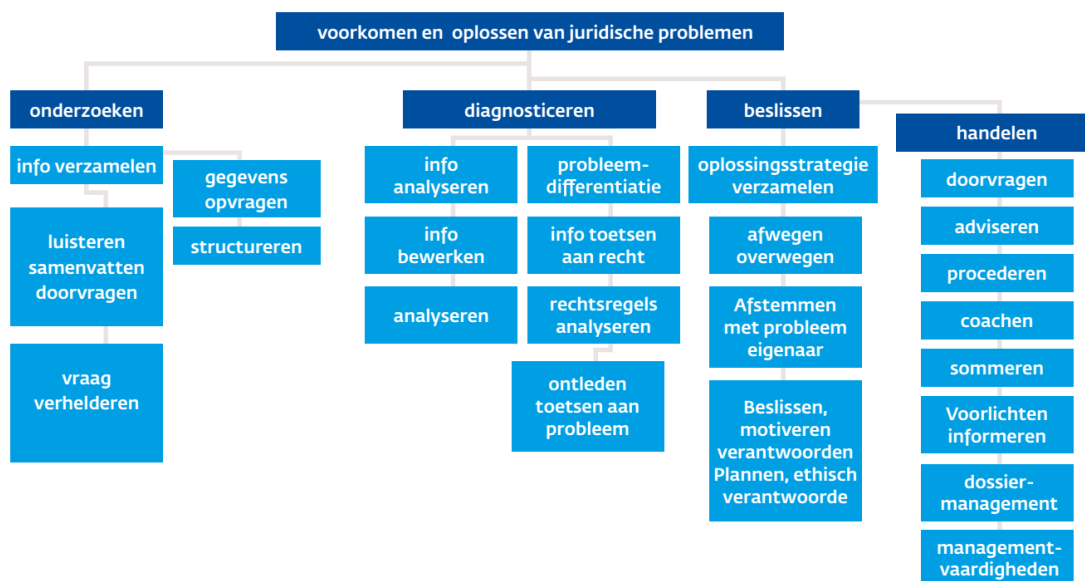 voorkomen en oplossen van juridische problemen
onderzoeken
info verzamelen
gegevens
opvragen
structureren
luisteren
samenvatten
doorvragen
vraag
verhelderen
diagnosticeren
info
analyseren
info
bewerken
analyseren
probleem-
differentiatie
info toetsen
aan recht
rechtsregels
analyseren
ontleden
toetsen aan
probleem
beslissen
oplossingsstrategie
verzamelen
afwegen
overwegen
Afstemmen
met probleem
eigenaar
Beslissen,
motiveren
verantwoorden
Plannen, ethisch
verantwoorde
handelen
doorvragen
adviseren
procederen
coachen
sommeren
Voorlichten
informeren
dossier-
management
management-
vaardigheden